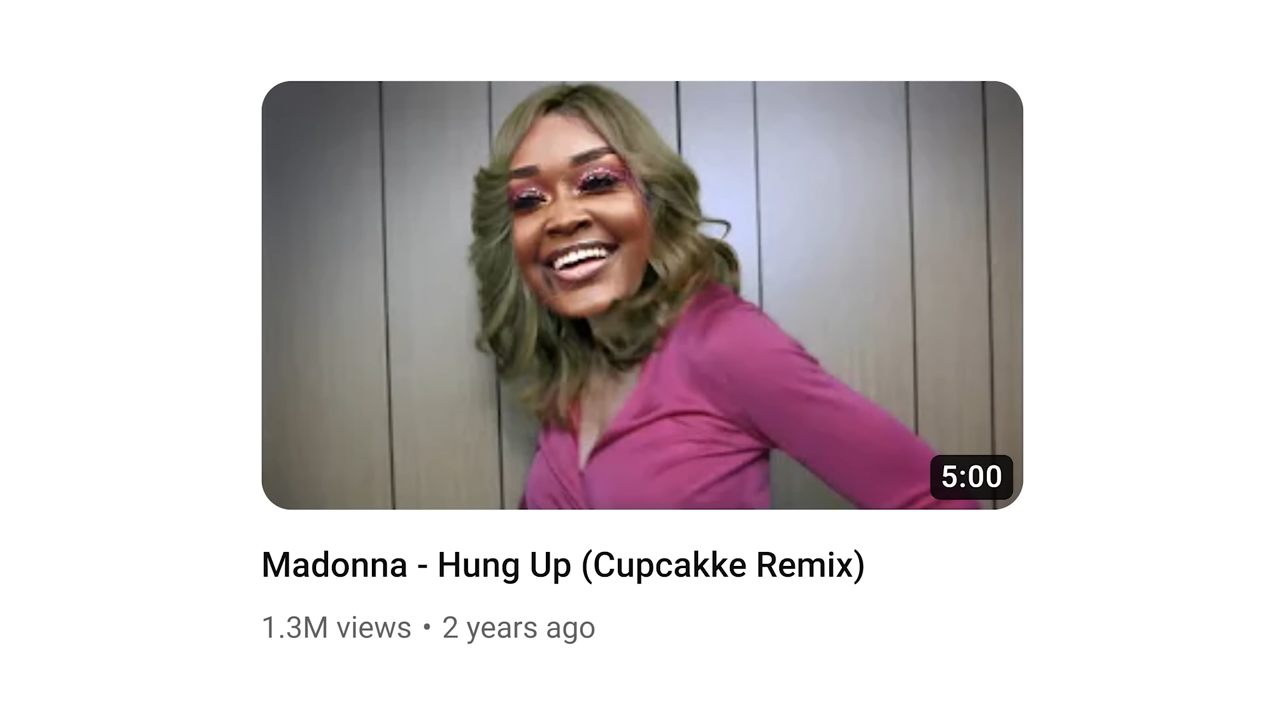 5:00
Madonna - Hung Up (Cupcakke Remix)
1.3M views • 2 years ago